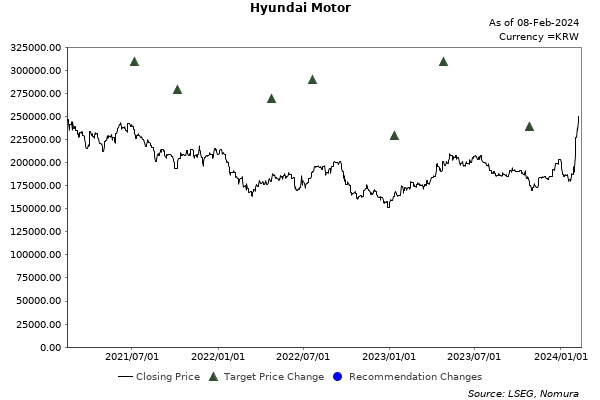 Hyundai Motor
As of 08-Feb-2024
Currency =KRW
325000.00
300000.00
275000.00
250000.00
225000.00
200000.00
175000.00
150000.00
125000.00
100000.00
75000.00
50000.00
25000.00
0.00
2021/07/01 2022/01/01 2022/07/01 2023/01/01 2023/07/01 2024/01/01
Closing Price Target Price Change Recommendation Changes
Source: LSEG, Nomura